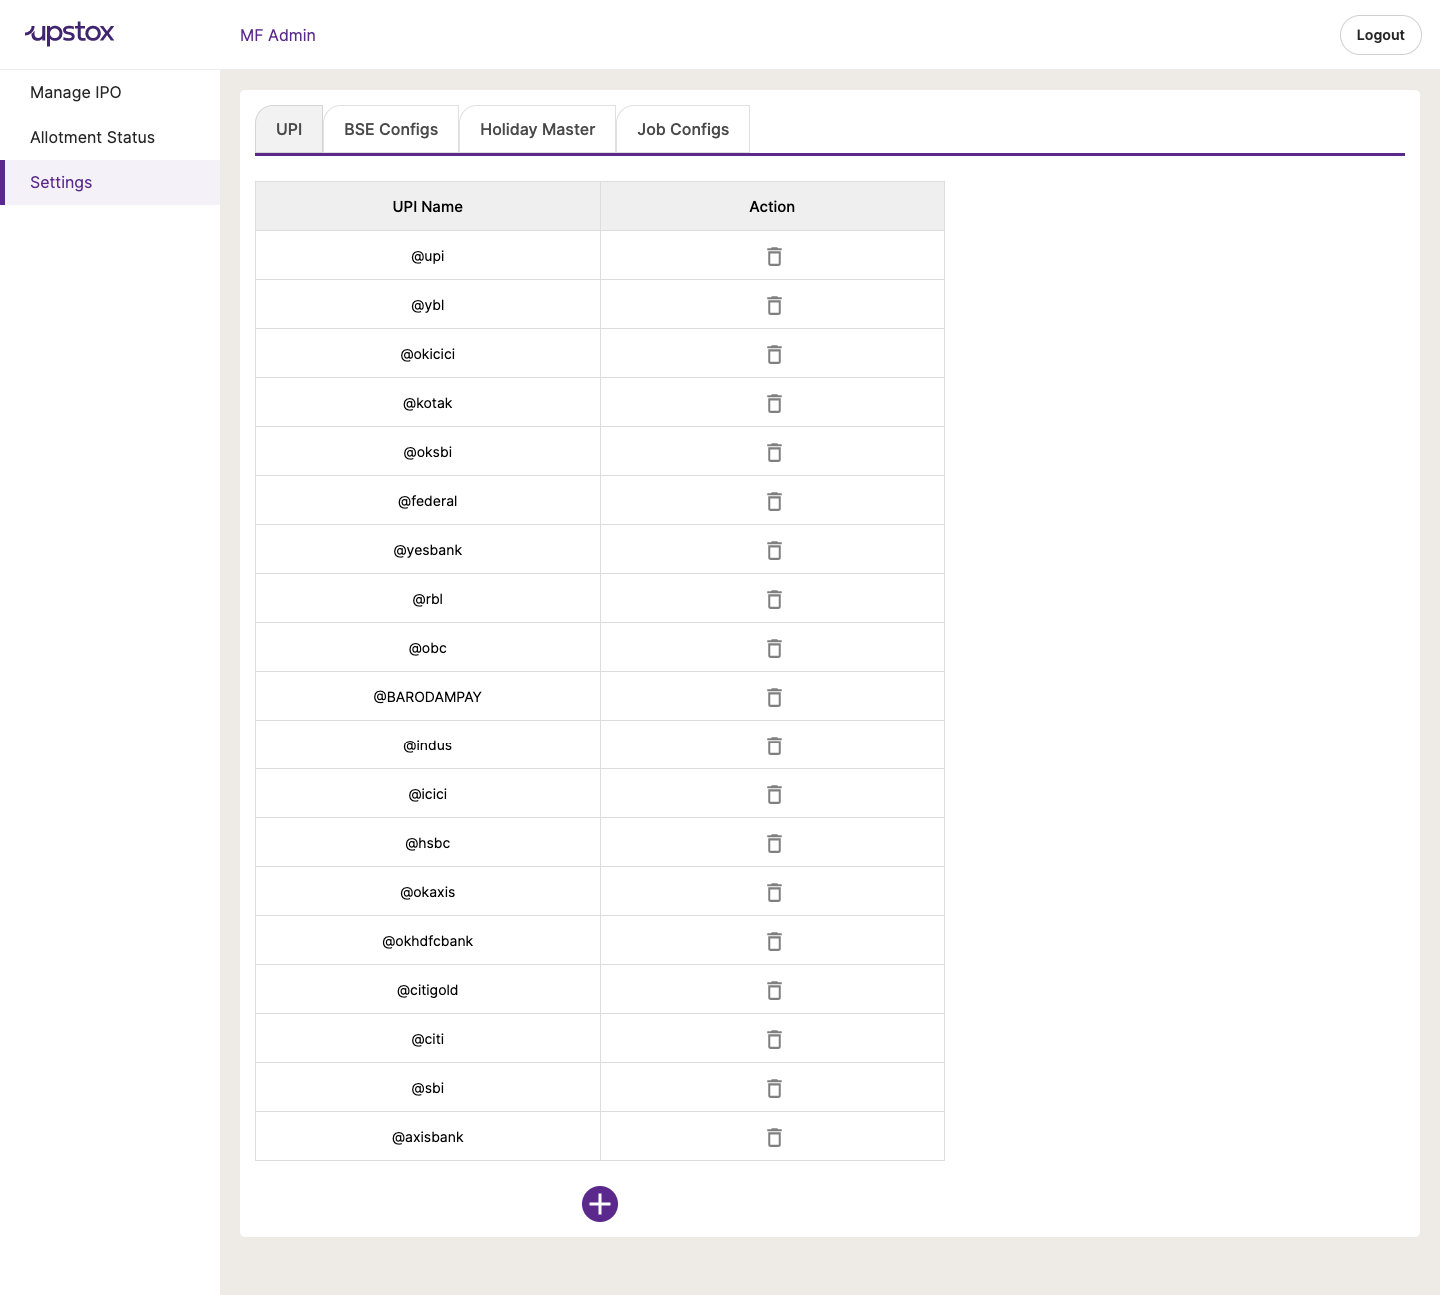 upstox
MF Admin
Logout
Manage IPO
Allotment Status
Settings
UPI
BSE Configs
Holiday Master
Job Configs
UPI Name
Action
@upi
@ybl
@okicici
@kotak
@oksbi
@federal
@yesbank
@rbl
@obc
@BARODAMPAY
@indus
@icici
@hsbc
@okaxis
@okhdfcbank
@citigold
@citi
@sbi
@axisbank